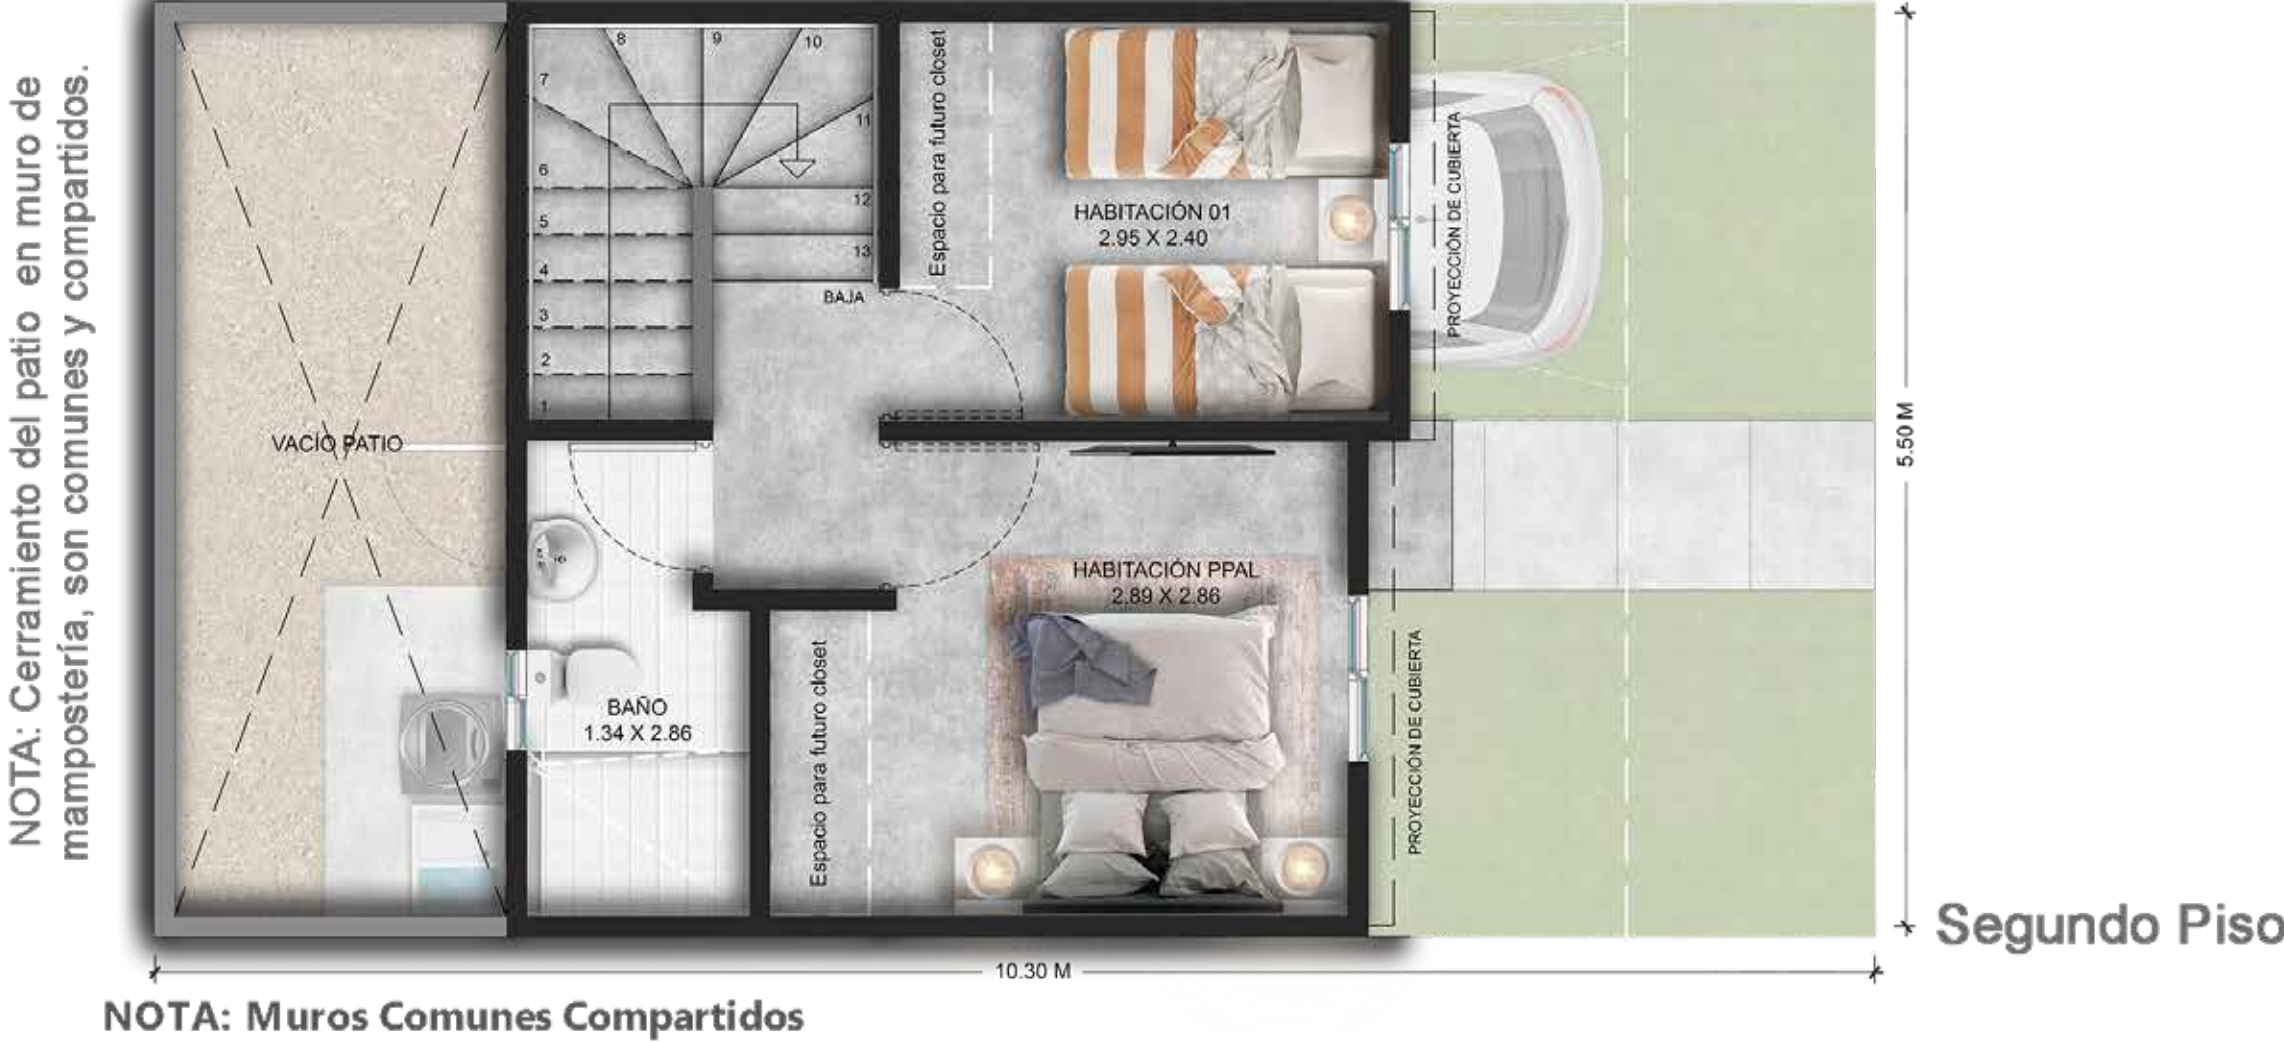 NOTA: Cerramiento del patio en muro de
mampostería, son comunes y compartidos.
VACÍO PATIO
1
2
3
4
5
6
7
8
9
10
11
12
13
BAJA
Espacio para futuro closet
HABITACIÓN 01
2.95 X 2.40
PROYECCIÓN DE CUBIERTA
BAÑO
1.34 X 2.86
Espacio para futuro closet
HABITACIÓN PPAL
2.89 X 2.86
PROYECCIÓN DE CUBIERTA
5.50 M
10.30 M
Segundo Piso
NOTA: Muros Comunes Compartidos